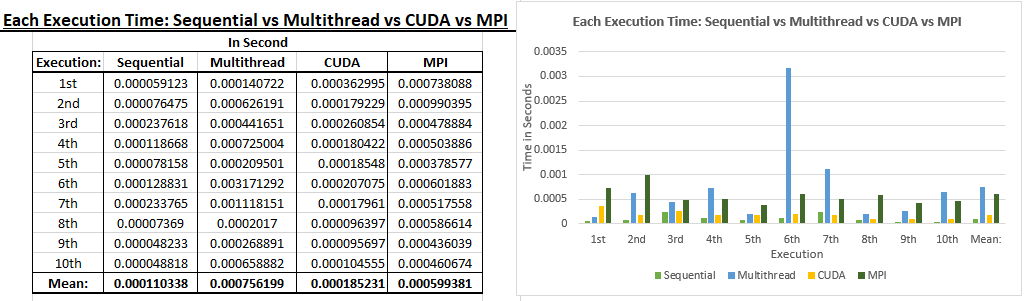 Each Execution Time: Sequential vs Multithread vs CUDA vs MPI
In Second
Execution: Sequential Multithread CUDA MPI
1st 0.000059123 0.000140722 0.000362995 0.000738088
2nd 0.000076475 0.000626191 0.000179229 0.000990395
3rd 0.000237618 0.000441651 0.000260854 0.000478884
4th 0.000118668 0.000725004 0.000180422 0.000503886
5th 0.000078158 0.000209501 0.00018548 0.000378577
6th 0.000128831 0.003171292 0.000207075 0.000601883
7th 0.000233765 0.001118151 0.00017961 0.000517558
8th 0.00007369 0.0002017 0.000096397 0.000586614
9th 0.000048233 0.000268891 0.000095697 0.000436039
10th 0.000048818 0.000658882 0.000104555 0.000460674
Mean: 0.000110338 0.000756199 0.000185231 0.000599381
Each Execution Time: Sequential vs Multithread vs CUDA vs MPI
Time in Seconds
0.0035
0.003
0.0025
0.002
0.0015
0.001
0.0005
0
1st 2nd 3rd 4th 5th 6th 7th 8th 9th 10th Mean:
Execution
Sequential Multithread CUDA MPI